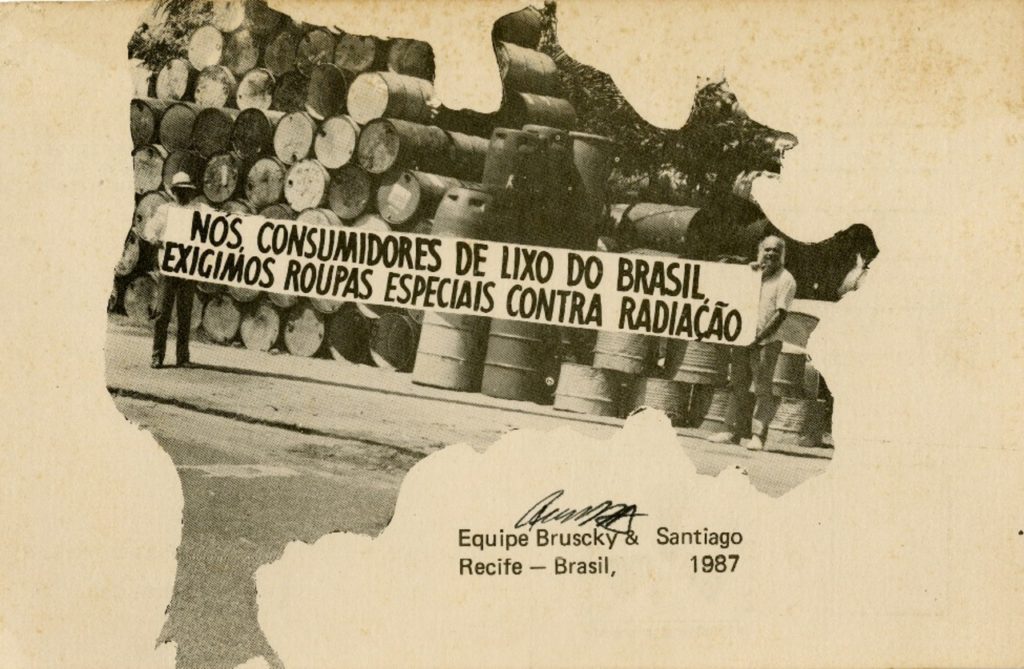 NÓS, CONSUMIDORES DE LIXO DO BRASIL,
EXIGIMOS ROUPAS ESPECIAIS CONTRA RADIAÇÃO
Equipe Bruscky & Santiago
Recife — Brasil, 1987